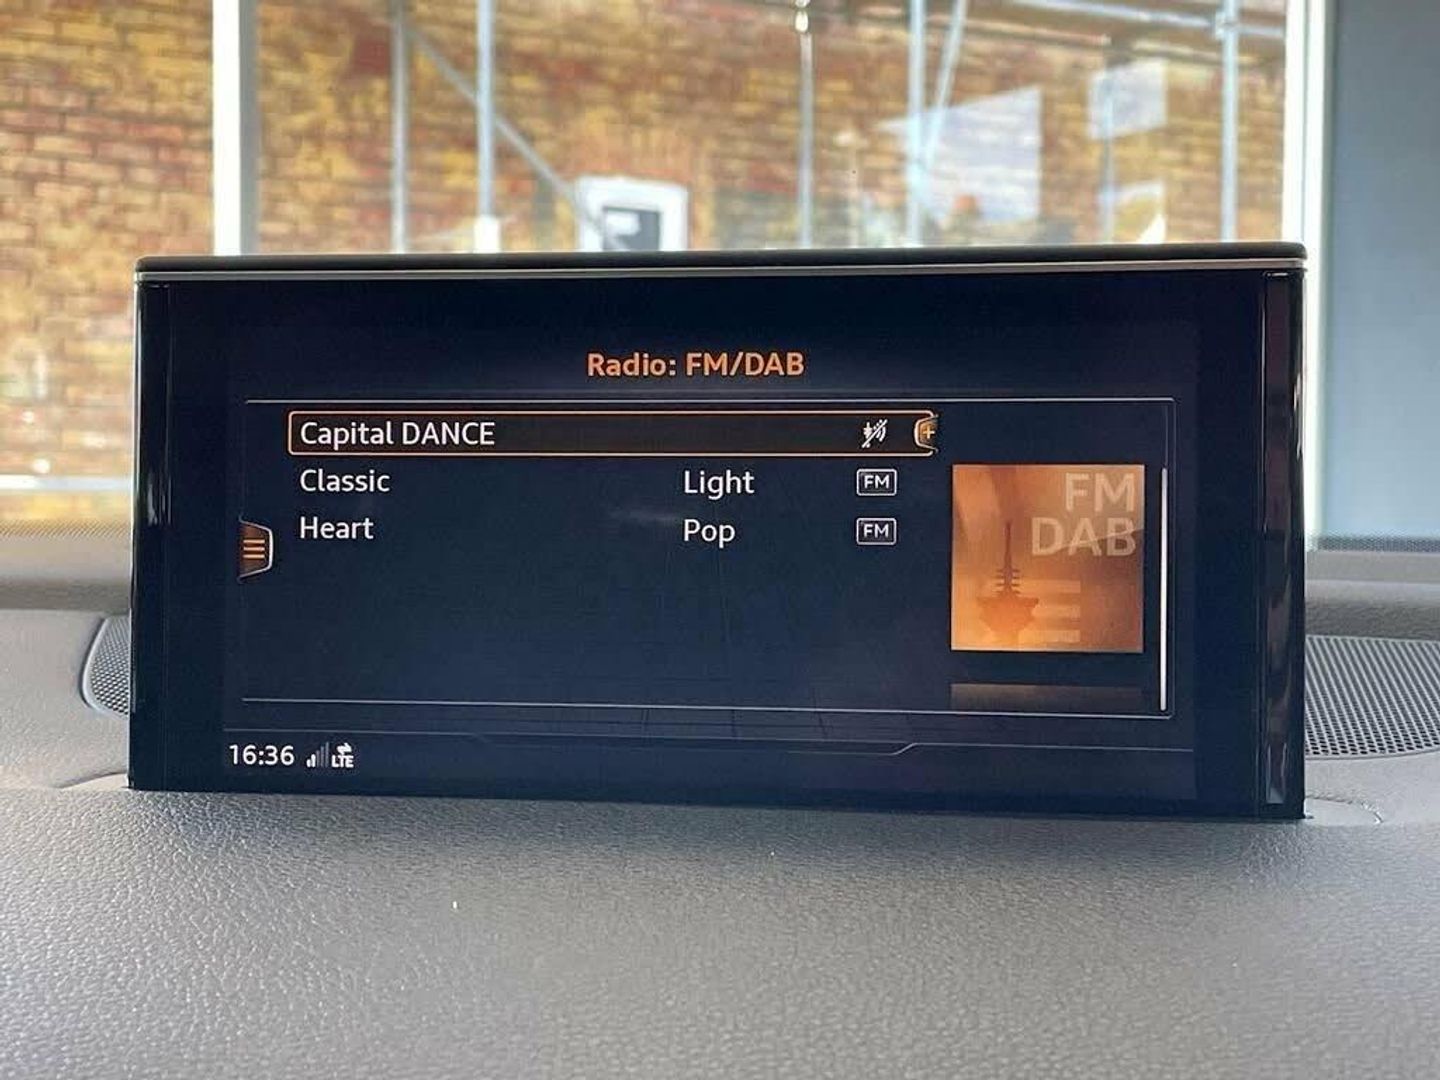 Radio: FM/DAB
Capital DANCE
Classic Light FM
Heart Pop FM
FM
DAB
16:36 LTE